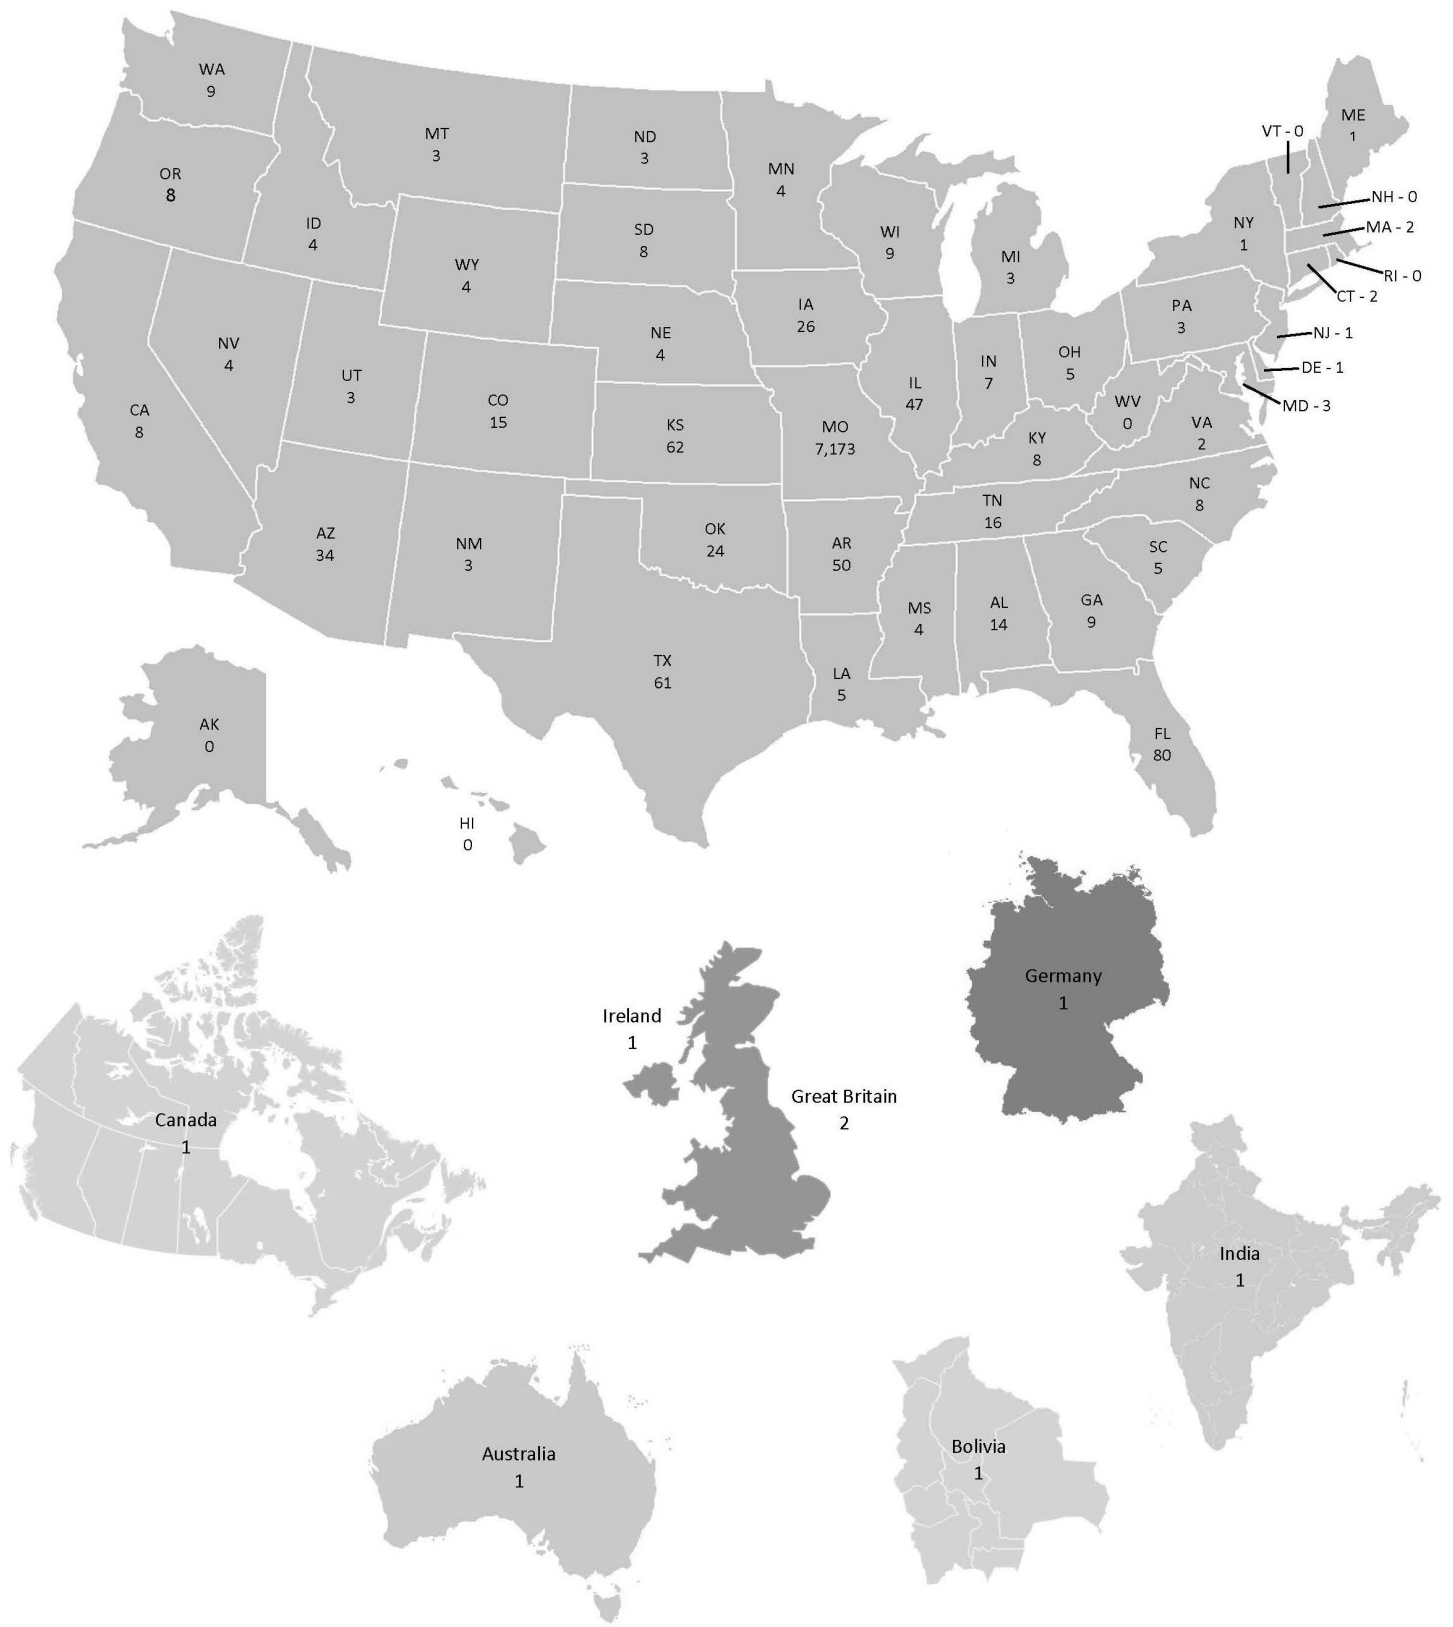 WA
9
OR
8
CA
8
ID
4
NV
4
MT
3
WY
4
UT
3
CO
15
AZ
34
NM
3
ND
3
SD
8
NE
4
KS
62
OK
24
TX
61
MN
4
IA
26
MO
7,173
AR
50
LA
5
WI
9
IL
47
MI
3
IN
7
OH
5
KY
8
TN
16
MS
4
AL
14
GA
9
FL
80
SC
5
NC
8
VA
2
WV
0
PA
3
NY
1
ME
1
VT - 0
NH - 0
MA - 2
RI - 0
CT - 2
NJ - 1
DE - 1
MD - 3
AK
0
HI
0
Germany
1
Ireland
1
Great Britain
2
Canada
1
India
1
Australia
1
Bolivia
1